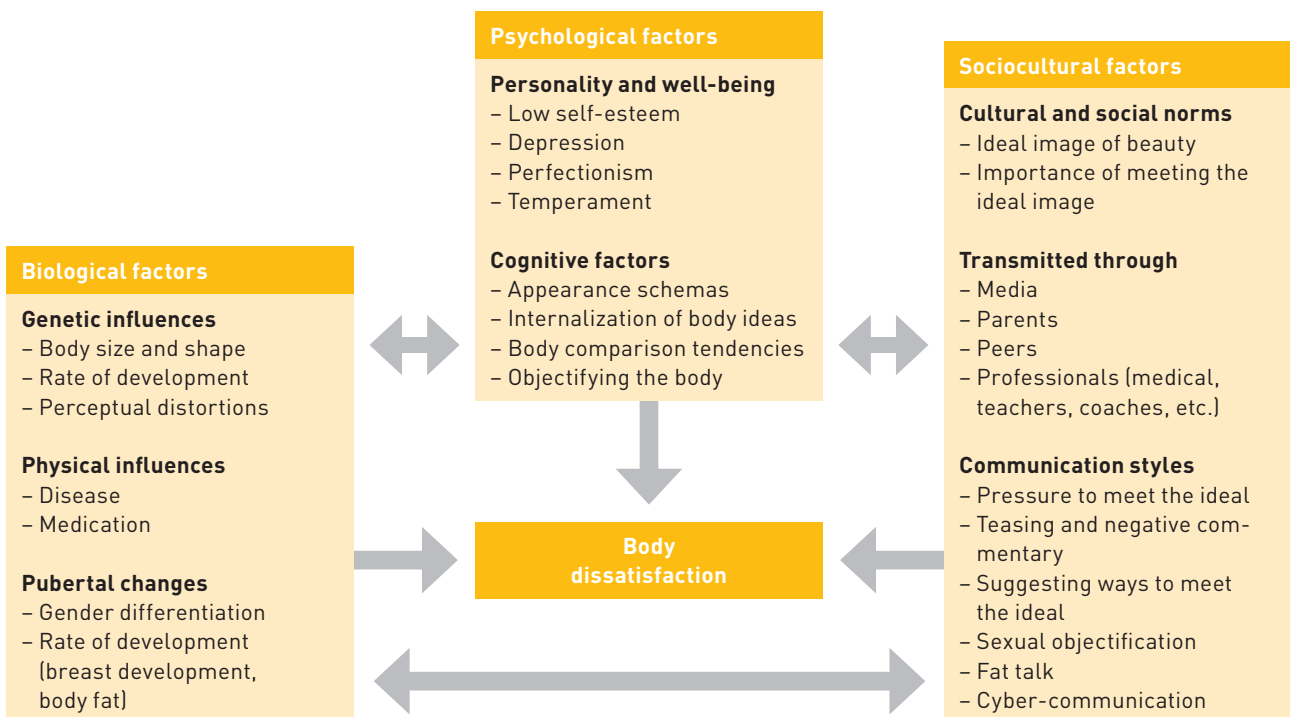 Psychological factors
Personality and well-being
– Low self-esteem
– Depression
– Perfectionism
– Temperament
Cognitive factors
– Appearance schemas
– Internalization of body ideas
– Body comparison tendencies
– Objectifying the body
Sociocultural factors
Cultural and social norms
– Ideal image of beauty
– Importance of meeting the
ideal image
Transmitted through
– Media
– Parents
– Peers
– Professionals (medical,
teachers, coaches, etc.)
Communication styles
– Pressure to meet the ideal
– Teasing and negative com-
mentary
– Suggesting ways to meet
the ideal
– Sexual objectification
– Fat talk
– Cyber-communication
Biological factors
Genetic influences
– Body size and shape
– Rate of development
– Perceptual distortions
Physical influences
– Disease
– Medication
Pubertal changes
– Gender differentiation
– Rate of development
(breast development,
body fat)
Body
dissatisfaction